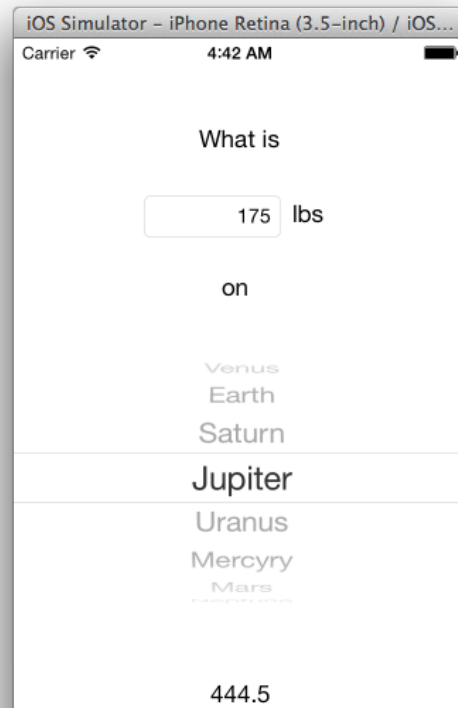 iOS Simulator – iPhone Retina (3.5-inch) / iOS...
Carrier 4:42 AM
What is
175 lbs
on
Venus
Earth
Saturn
Jupiter
Uranus
Mercyry
Mars
Neptune
444.5